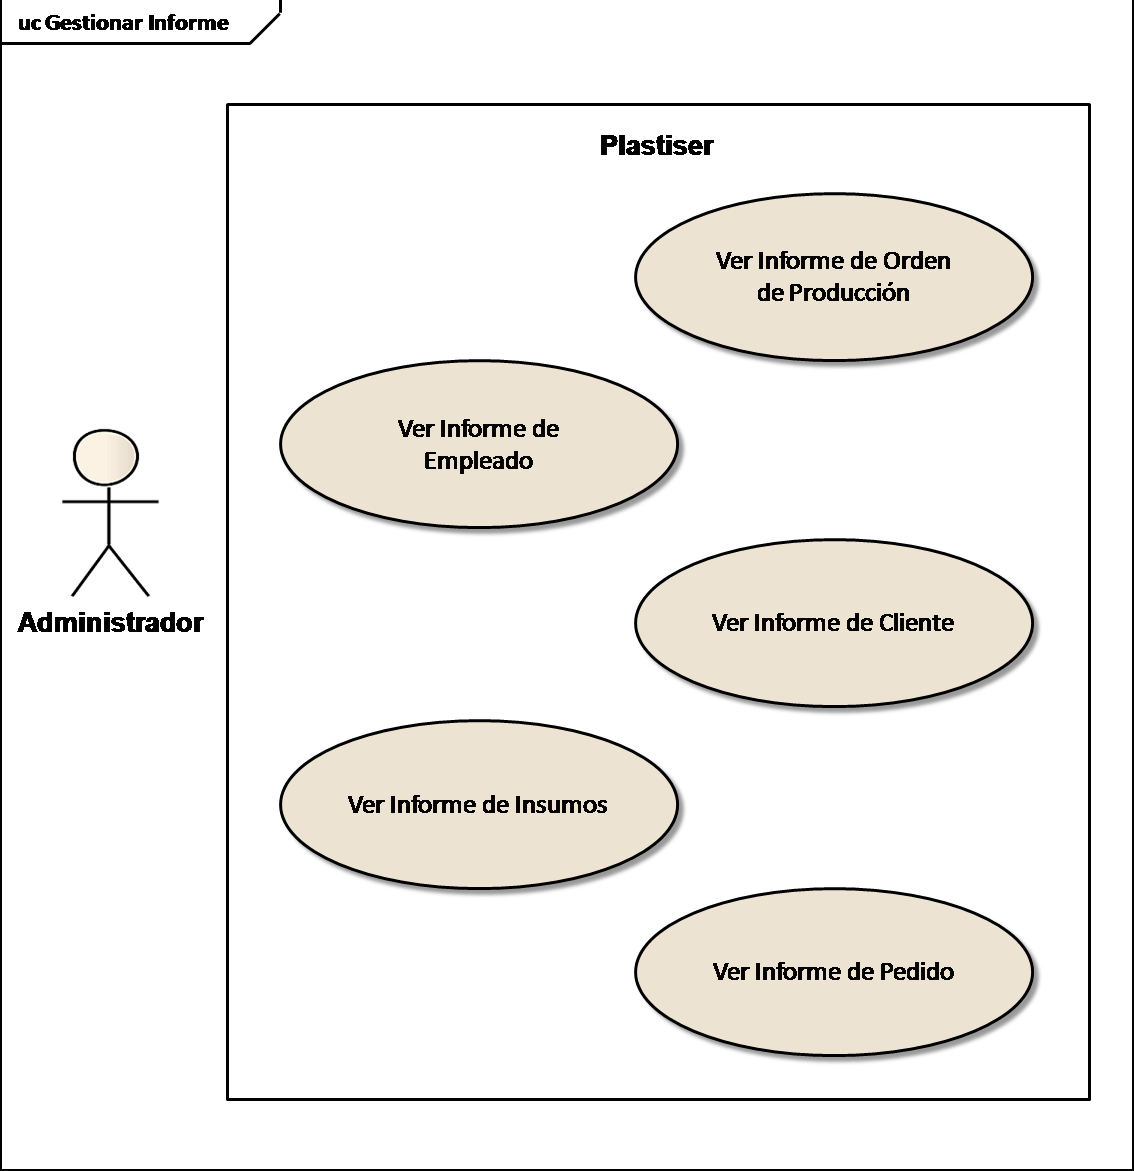 uc Gestionar Informe
Plastiser
Ver Informe de Orden
de Producción
Ver Informe de
Empleado
Administrador
Ver Informe de Cliente
Ver Informe de Insumos
Ver Informe de Pedido